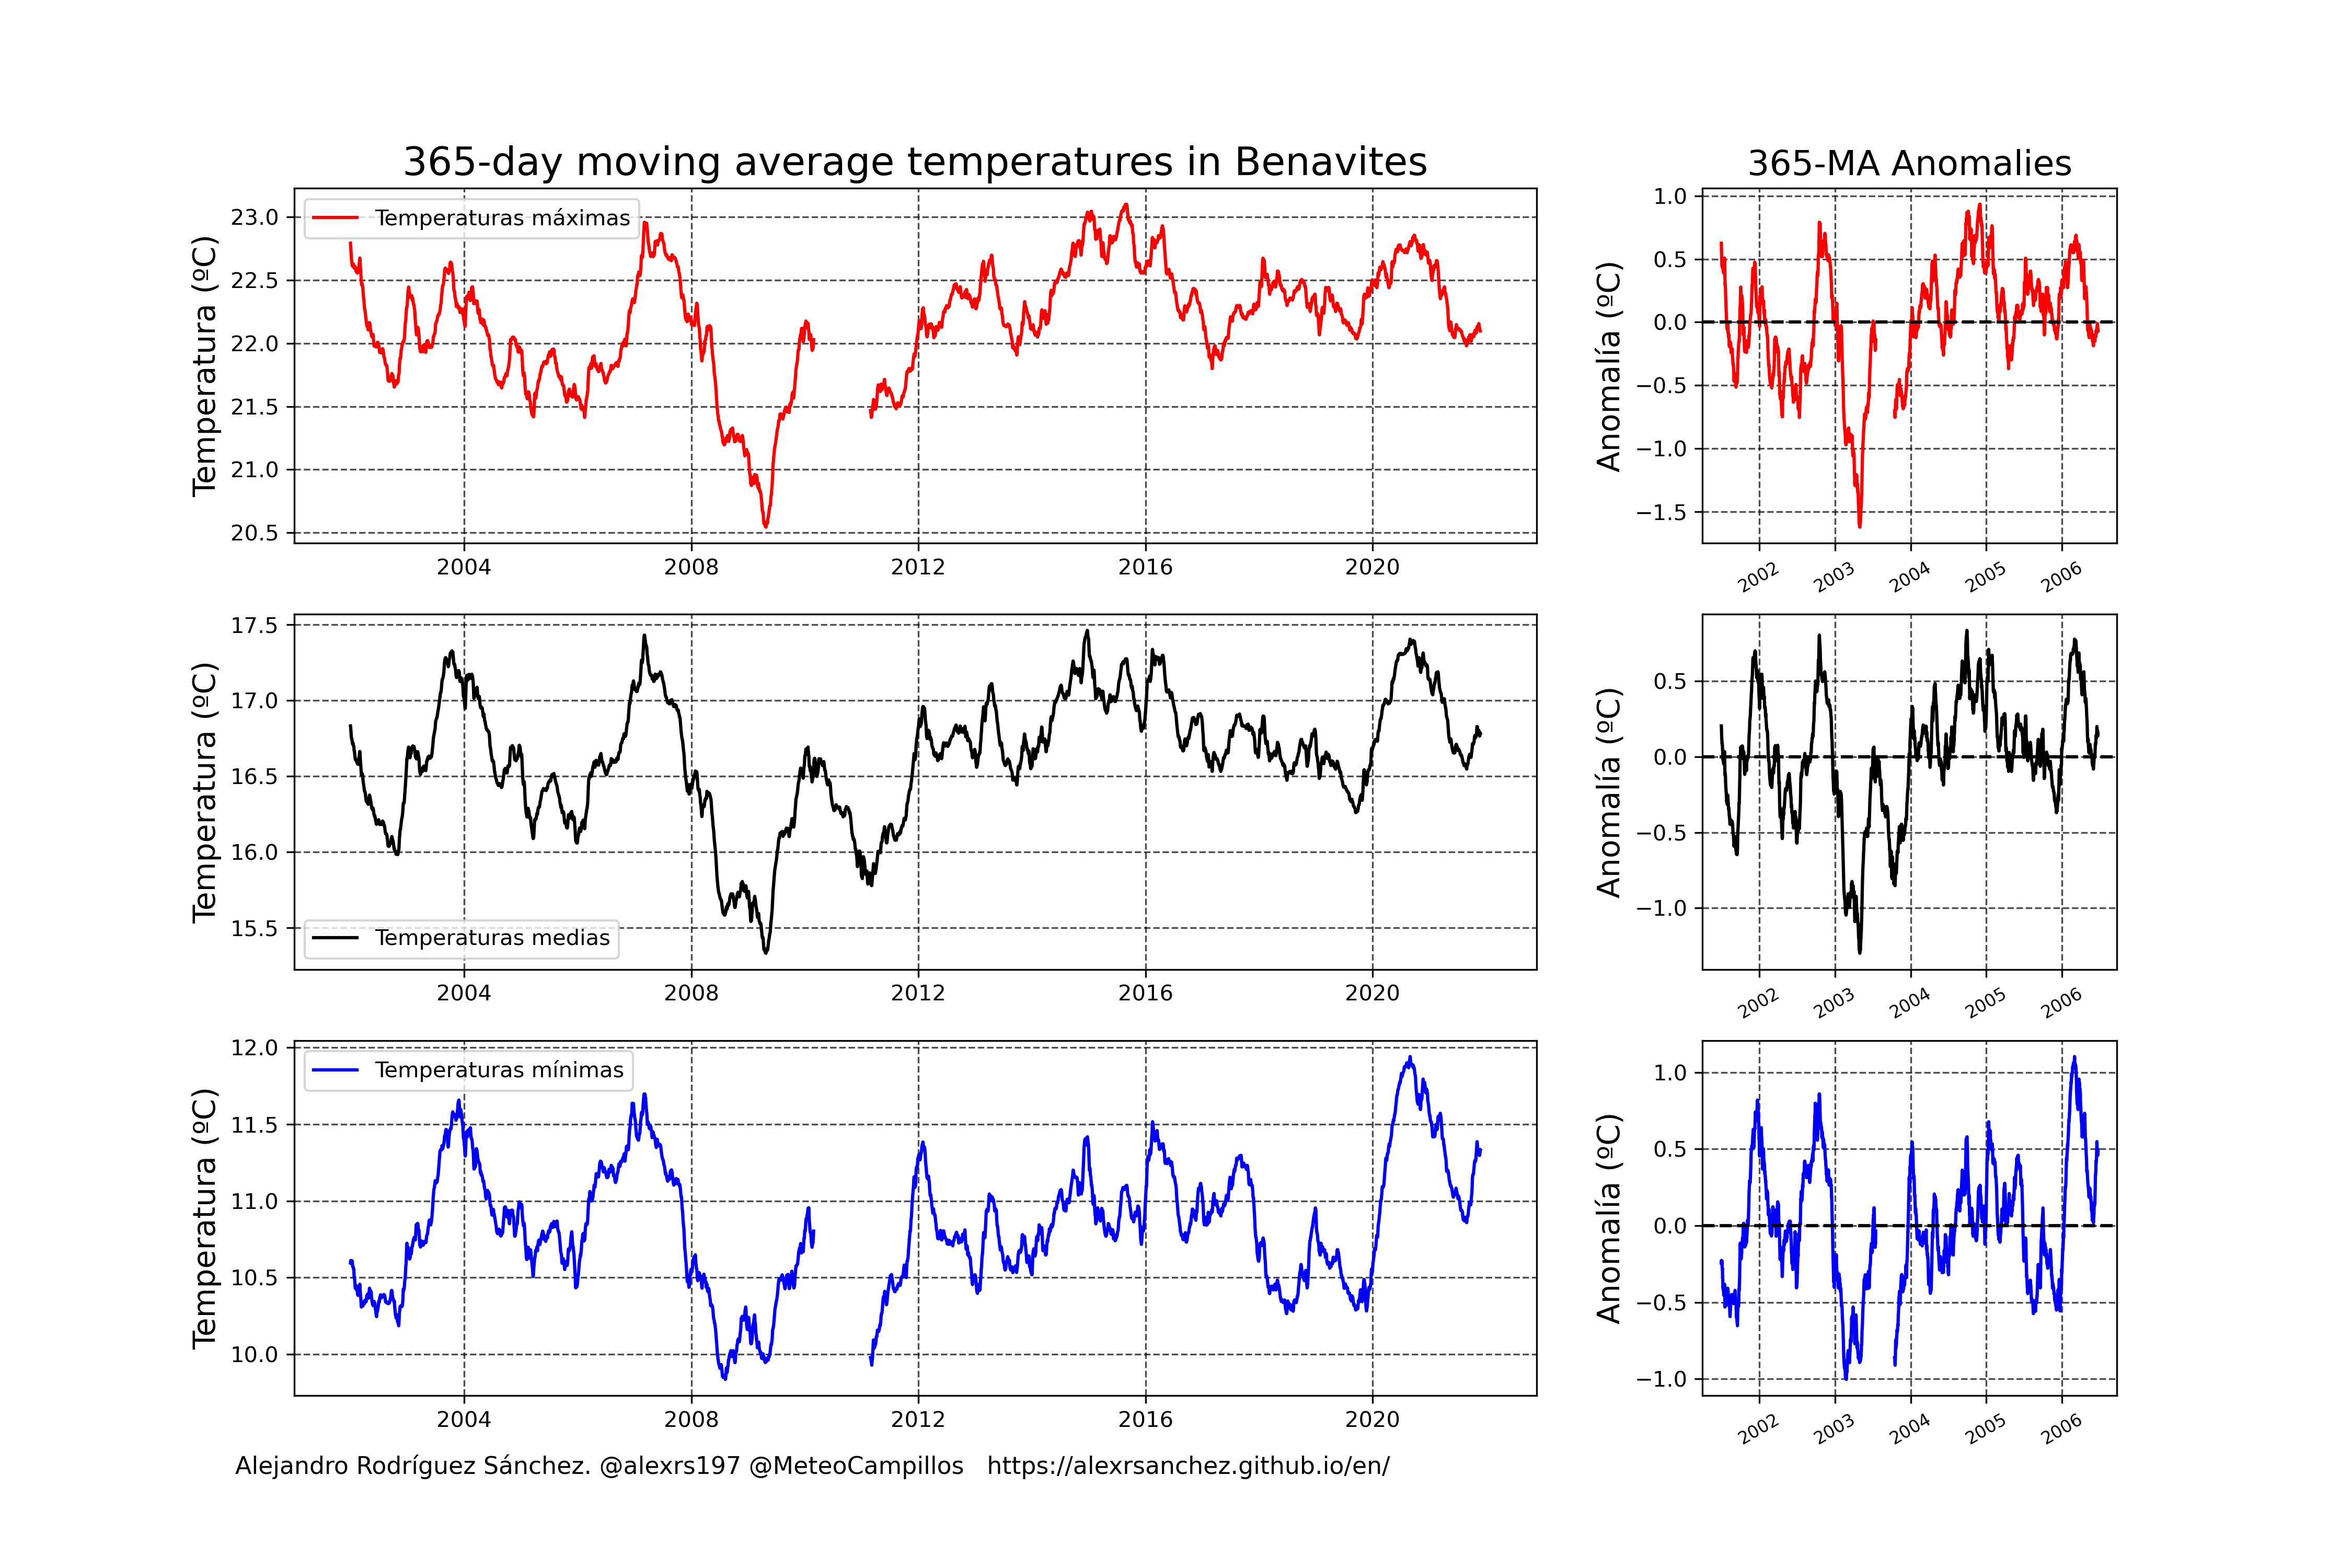 365-day moving average temperatures in Benavites
Temperatura (ºC)
23.0
22.5
22.0
21.5
21.0
20.5
Temperaturas máximas
2004 2008 2012 2016 2020
365-MA Anomalies
Anomalía (ºC)
1.0
0.5
0.0
−0.5
−1.0
−1.5
2002 2003 2004 2005 2006
Temperatura (ºC)
17.5
17.0
16.5
16.0
15.5
Temperaturas medias
2004 2008 2012 2016 2020
Anomalía (ºC)
0.5
0.0
−0.5
−1.0
2002 2003 2004 2005 2006
Temperatura (ºC)
12.0
11.5
11.0
10.5
10.0
Temperaturas mínimas
2004 2008 2012 2016 2020
Anomalía (ºC)
1.0
0.5
0.0
−0.5
−1.0
2002 2003 2004 2005 2006
Alejandro Rodríguez Sánchez. @alexrs197 @MeteoCampillos https://alexrsanchez.github.io/en/